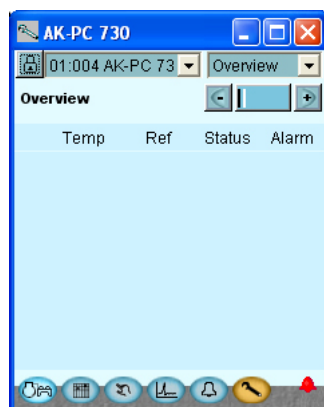 AK-PC 730
01:004 AK-PC 73 Overview
Overview - +
Temp Ref Status Alarm